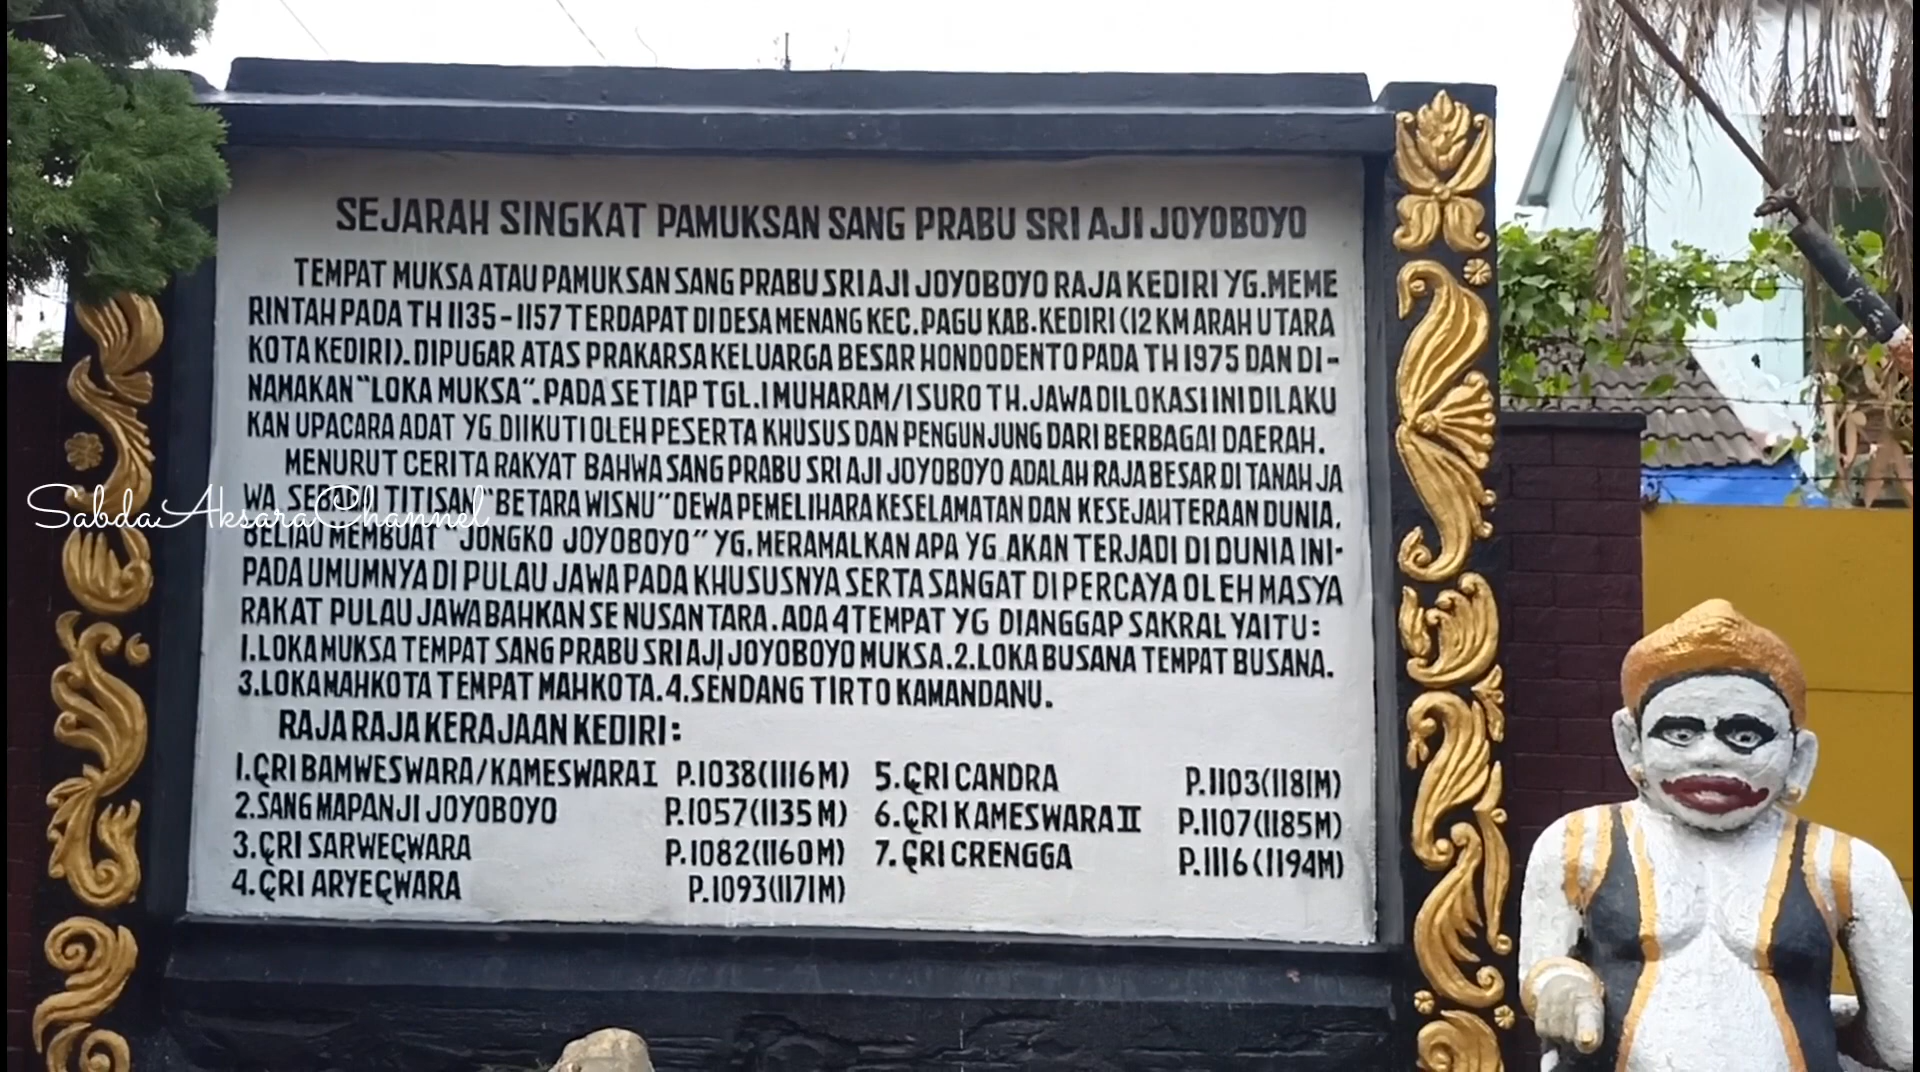 SEJARAH SINGKAT PAMUKSAN SANG PRABU SRI AJI JOYOBOYO
TEMPAT MUKSA ATAU PAMUKSAN SANG PRABU SRI AJI JOYOBOYO RAJA KEDIRI YG. MEME
RINTAH PADA TH 1135-1157 TERDAPAT DI DESA MENANG KEC. PAGU KAB. KEDIRI (12 KM ARAH UTARA
KOTA KEDIRI). DIPUGAR ATAS PRAKARSA KELUARGA BESAR HONDODENTO PADA TH 1975 DAN DI-
NAMAKAN "LOKA MUKSA". PADA SETIAP TGL. 1 MUHARAM/1 SURO TH. JAWA DILOKASI INI DILAKU
KAN UPACARA ADAT YG. DIIKUTI OLEH PESERTA KHUSUS DAN PENGUNJUNG DARI BERBAGAI DAERAH.
MENURUT CERITA RAKYAT BAHWA SANG PRABU SRI AJI JOYOBOYO ADALAH RAJA BESAR DI TANAH JA
WA, TITISAN "BETARA WISNU" DEWA PEMELIHARA KESELAMATAN DAN KESEJAHTERAAN DUNIA.
SabdaAksaraChannel
BELIAU MEMBUAT "JONGKO JOYOBOYO" YG. MERAMALKAN APA YG AKAN TERJADI DI DUNIA INI-
PADA UMUMNYA DI PULAU JAWA PADA KHUSUSNYA SERTA SANGAT DI PERCAYA OLEH MASYA
RAKAT PULAU JAWA BAHKAN SE NUSANTARA. ADA 4 TEMPAT YG DIANGGAP SAKRAL YAITU:
1. LOKA MUKSA TEMPAT SANG PRABU SRI AJI JOYOBOYO MUKSA. 2. LOKA BUSANA TEMPAT BUSANA.
3. LOKA MAHKOTA TEMPAT MAHKOTA. 4. SENDANG TIRTO KAMANDANU.
RAJA RAJA KERAJAAN KEDIRI:
1. ÇRI BAMWESWARA/KAMESWARA I P. 1038 (1116 M) 5. ÇRI CANDRA P. 1103 (1181M)
2. SANG MAPANJI JOYOBOYO P. 1057 (1135 M) 6. ÇRI KAMESWARA II P. 1107 (1185M)
3. ÇRI SARWEÇWARA P. 1082 (1160 M) 7. ÇRI CRENGGA P. 1116 (1194M)
4. ÇRI ARYEÇWARA P. 1093 (1171M)